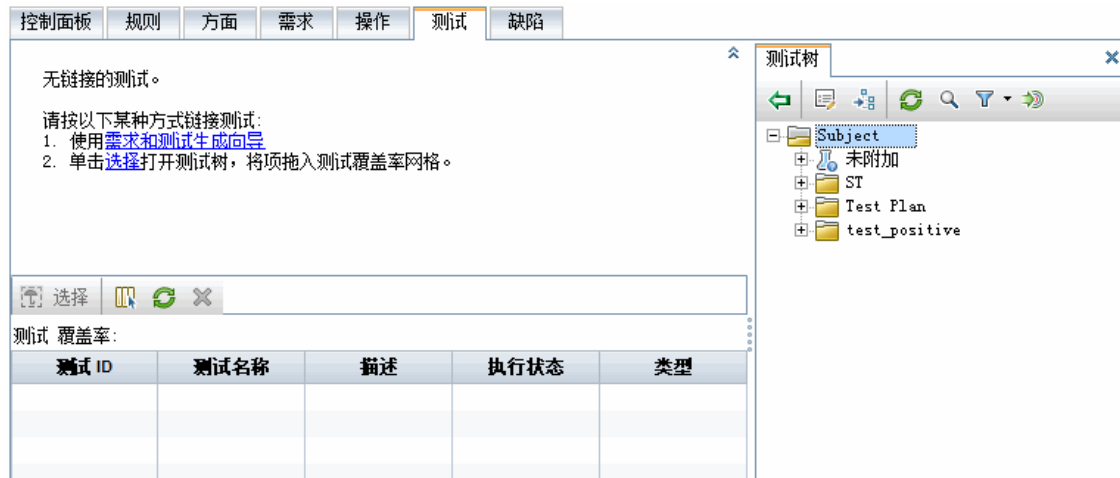 控制面板 规则 方面 需求 操作 测试 缺陷
无链接的测试。
请按以下某种方式链接测试:
1. 使用需求和测试生成向导
2. 单击选择打开测试树，将项拖入测试覆盖率网格。
选择
测试 覆盖率:
测试 ID 测试名称 描述 执行状态 类型
测试树
Subject
未附加
ST
Test Plan
test_positive